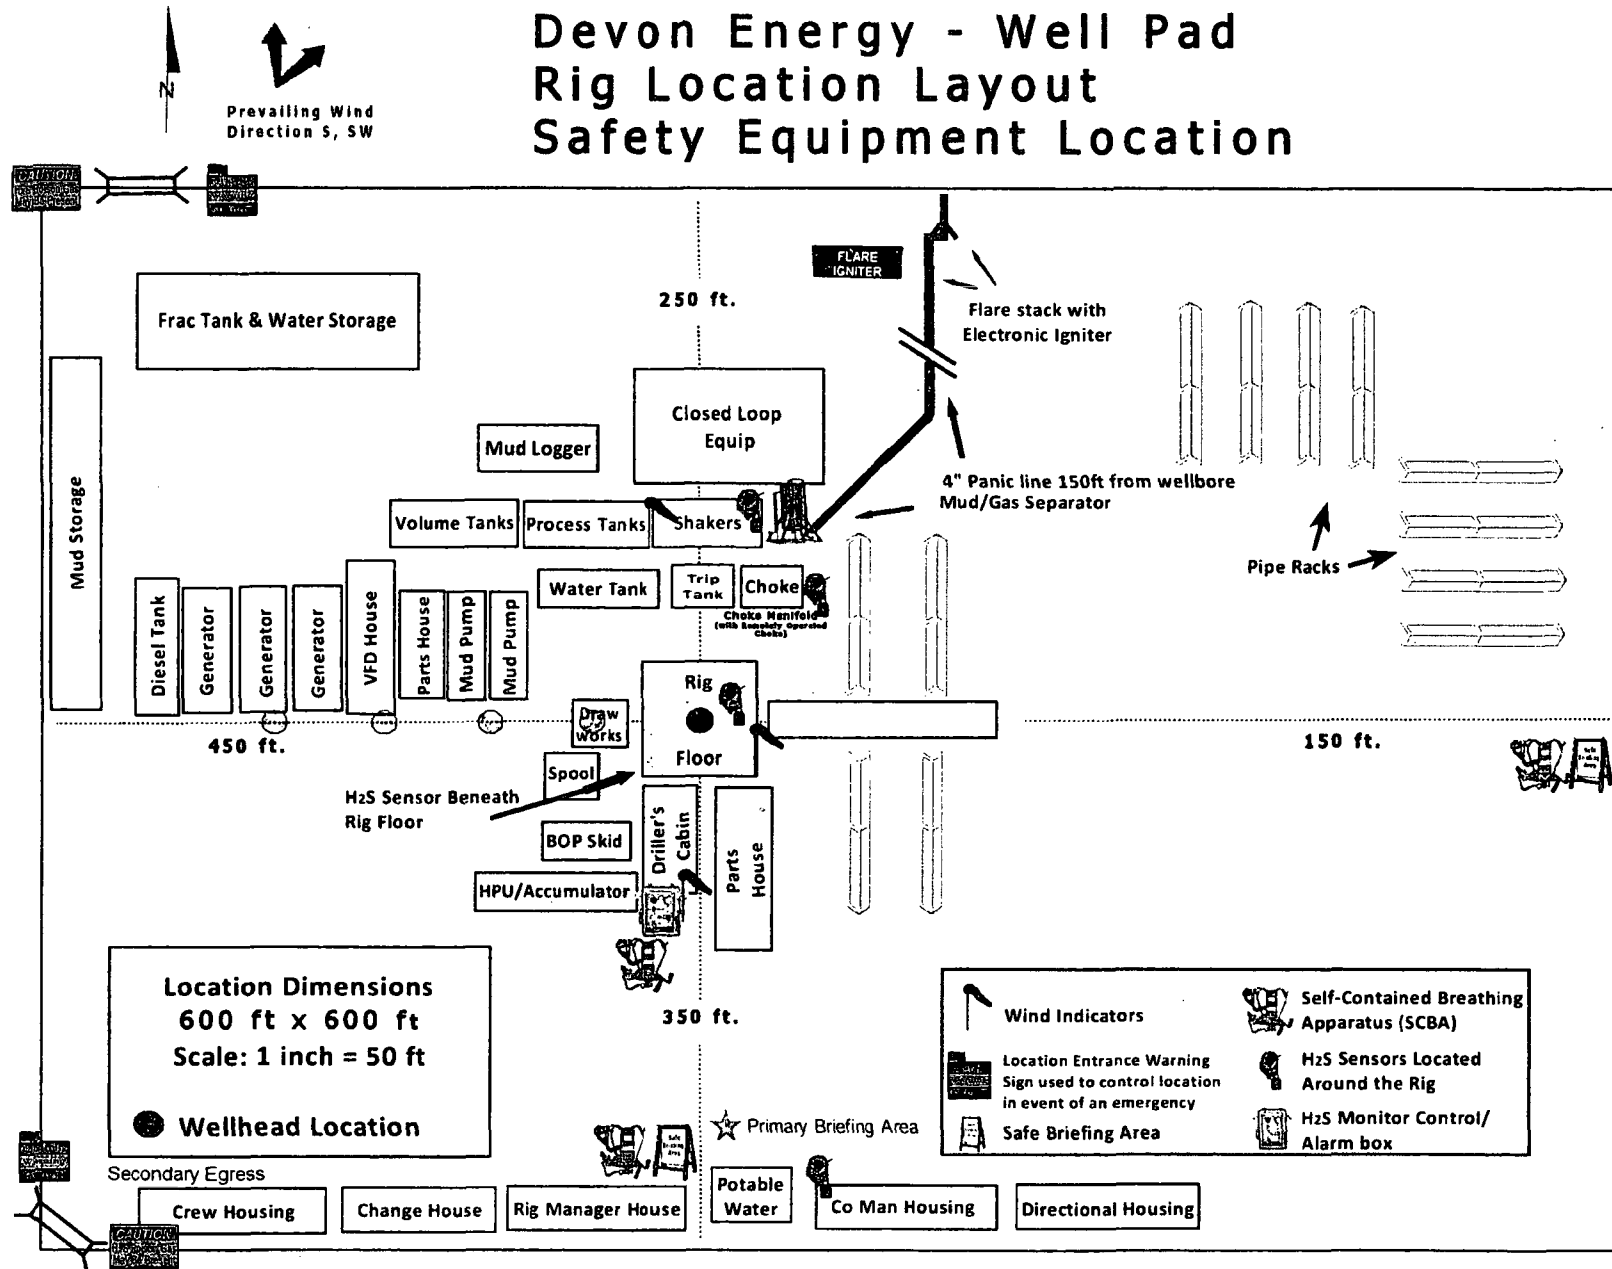 Devon Energy - Well Pad
Rig Location Layout
Safety Equipment Location
N
Prevailing Wind
Direction S, SW
CAUTION
FLARE
IGNITER
250 ft.
Flare stack with
Electronic Igniter
Frac Tank & Water Storage
Closed Loop
Equip
Mud Logger
4" Panic line 150ft from wellbore
Mud/Gas Separator
Mud Storage
Volume Tanks
Process Tanks
Shakers
Pipe Racks
Water Tank
Trip
Tank
Choke
Choke Manifold
(with Remotely Operated
Choke)
Diesel Tank
Generator
Generator
Generator
VFD House
Parts House
Mud Pump
Mud Pump
Rig
Floor
Draw
works
450 ft.
150 ft.
Spool
H2S Sensor Beneath
Rig Floor
BOP Skid
Driller's
Cabin
Parts
House
HPU/Accumulator
Location Dimensions
600 ft x 600 ft
Scale: 1 inch = 50 ft
Wellhead Location
350 ft.
Wind Indicators
Location Entrance Warning
Sign used to control location
in event of an emergency
Safe Briefing Area
Self-Contained Breathing
Apparatus (SCBA)
H2S Sensors Located
Around the Rig
H2S Monitor Control/
Alarm box
Primary Briefing Area
Secondary Egress
Crew Housing
Change House
Rig Manager House
Potable
Water
Co Man Housing
Directional Housing
CAUTION